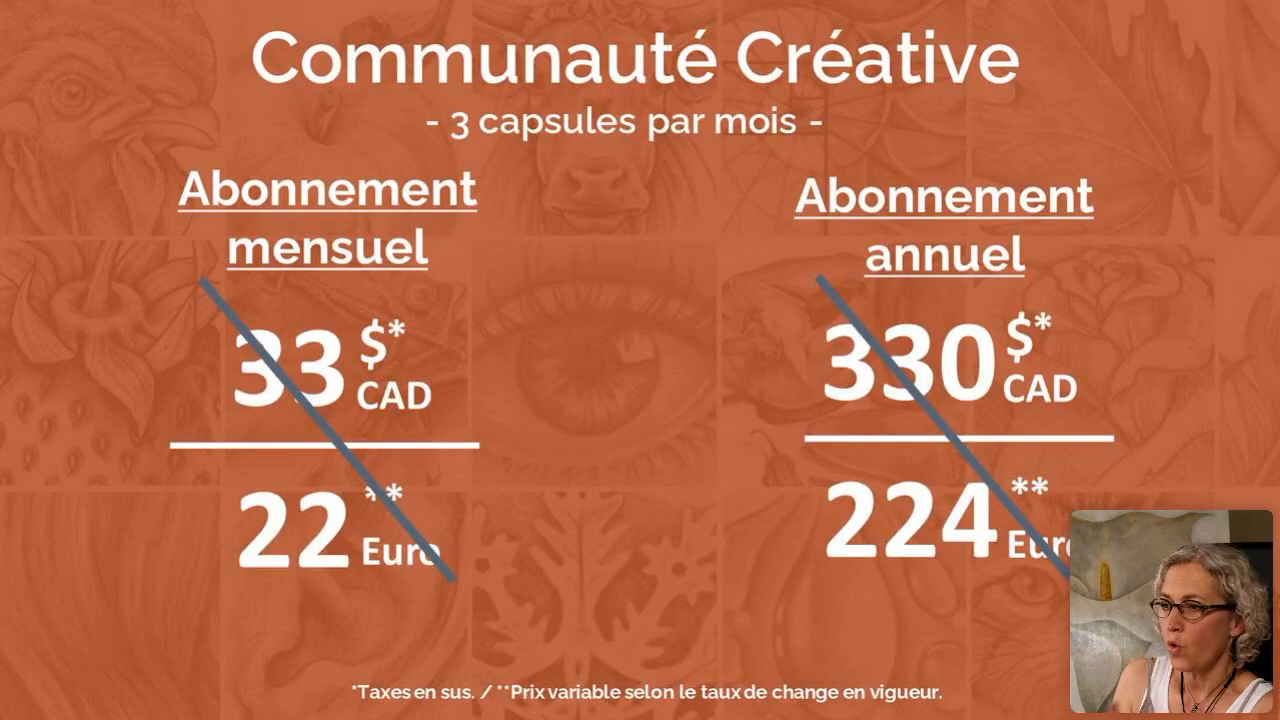 Communauté Créative
- 3 capsules par mois -
Abonnement
mensuel
33 $*
CAD
22 **
Euro
Abonnement
annuel
330 $*
CAD
224 **
Euro
*Taxes en sus. / **Prix variable selon le taux de change en vigueur.